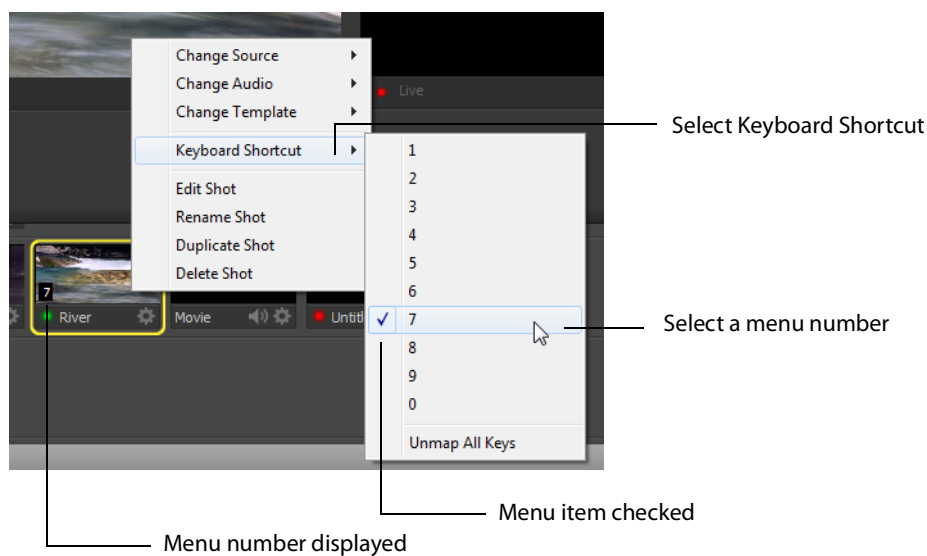 Change Source
Change Audio
Change Template
Keyboard Shortcut
Edit Shot
Rename Shot
Duplicate Shot
Delete Shot
Live
1
2
3
4
5
6
7
8
9
0
Unmap All Keys
7
River
Movie
Untitl
Select Keyboard Shortcut
Select a menu number
Menu item checked
Menu number displayed